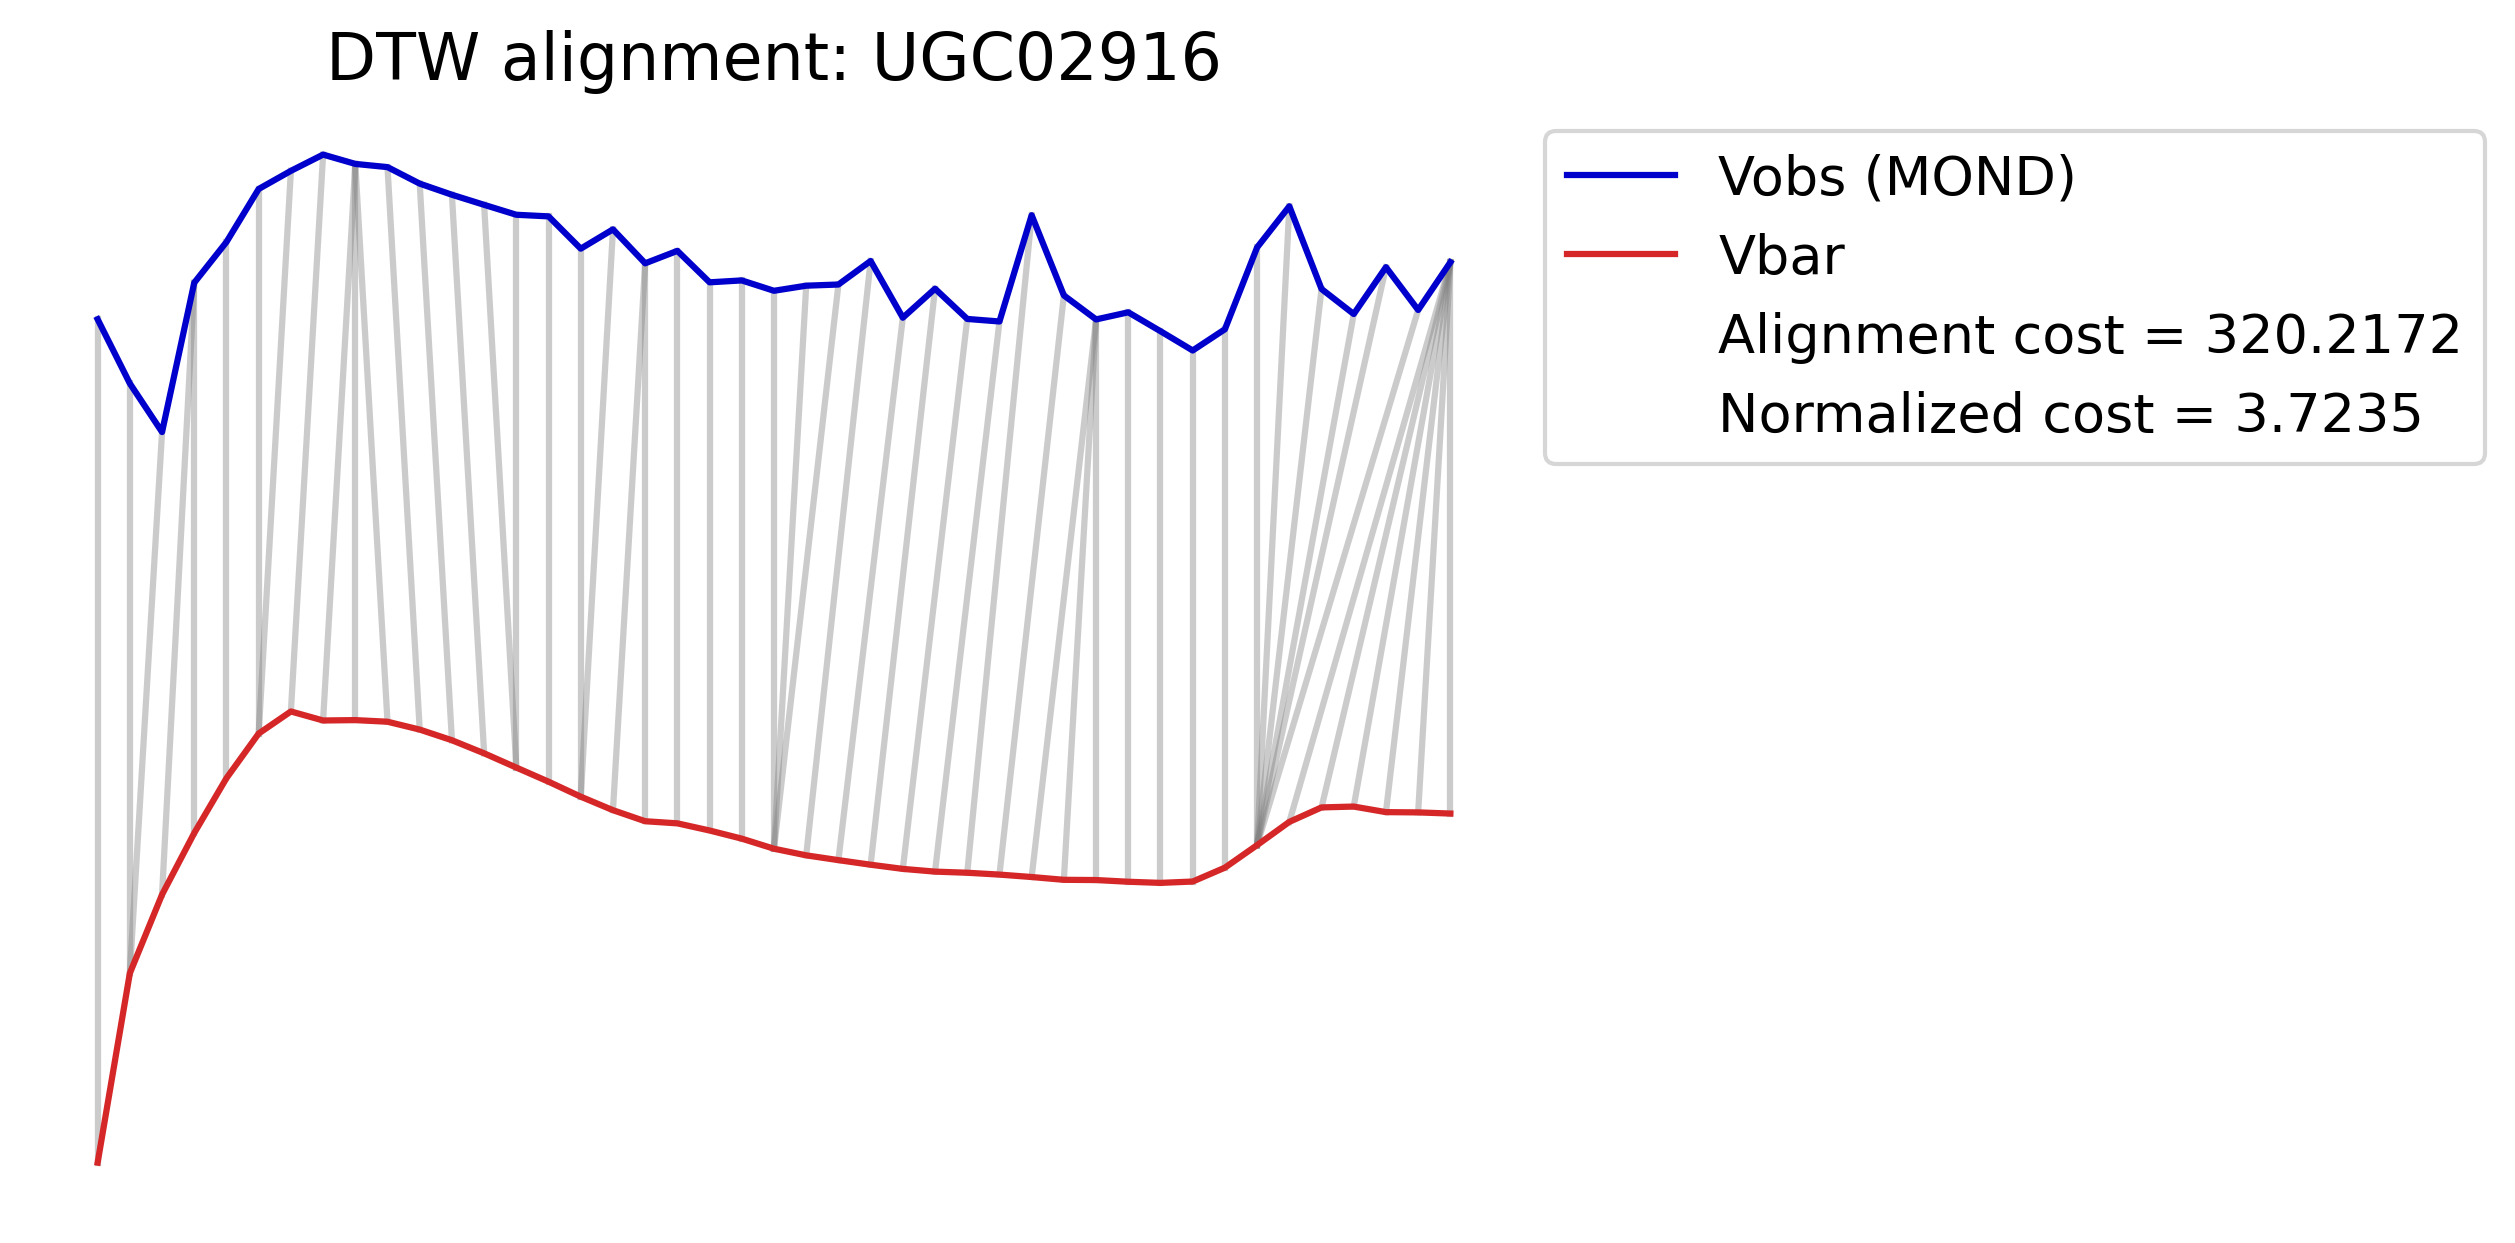 DTW alignment: UGC02916
Vobs (MOND)
Vbar
Alignment cost = 320.2172
Normalized cost = 3.7235